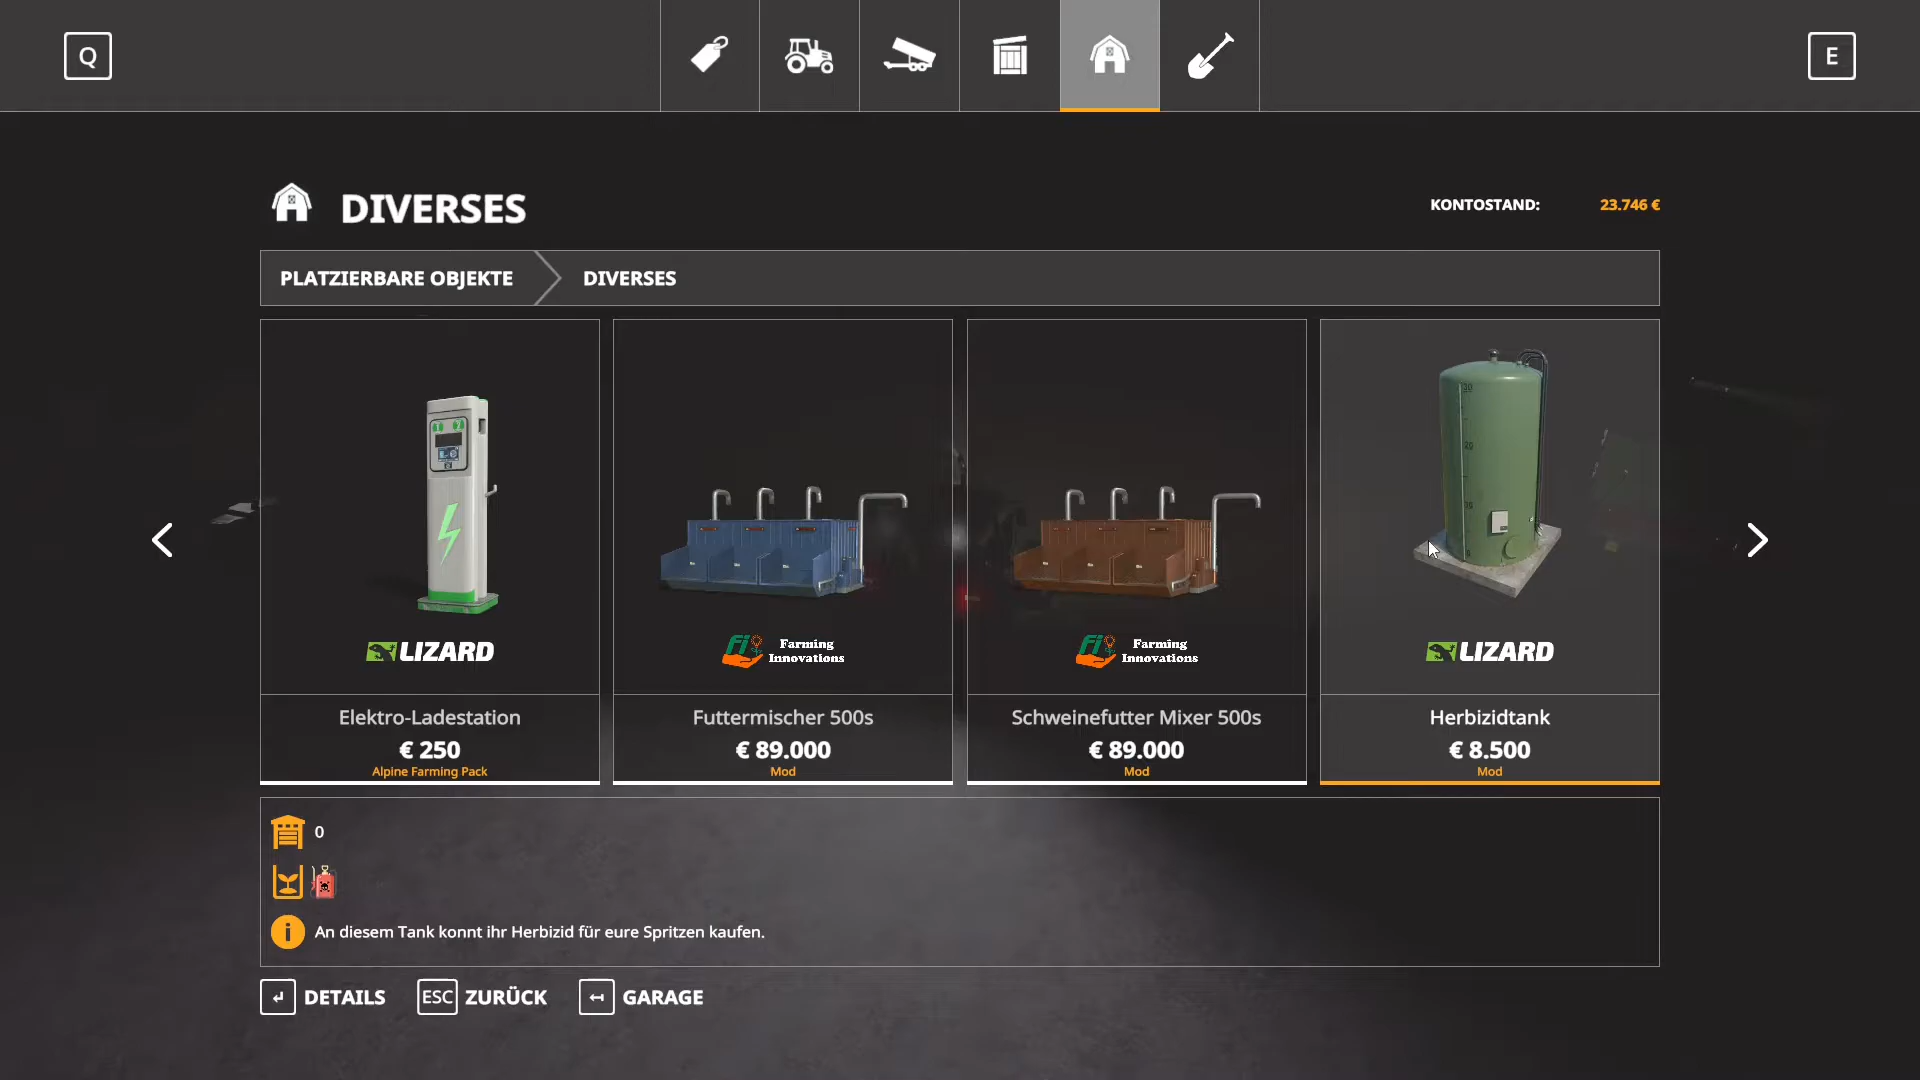 Q
E
DIVERSES
KONTOSTAND: 23.746 €
PLATZIERBARE OBJEKTE DIVERSES
LIZARD
Fi Farming
Innovations
Fi Farming
Innovations
LIZARD
Elektro-Ladestation
€ 250
Alpine Farming Pack
Futtermischer 500s
€ 89.000
Mod
Schweinefutter Mixer 500s
€ 89.000
Mod
Herbizidtank
€ 8.500
Mod
0
An diesem Tank konnt ihr Herbizid für eure Spritzen kaufen.
DETAILS ESC ZURÜCK GARAGE